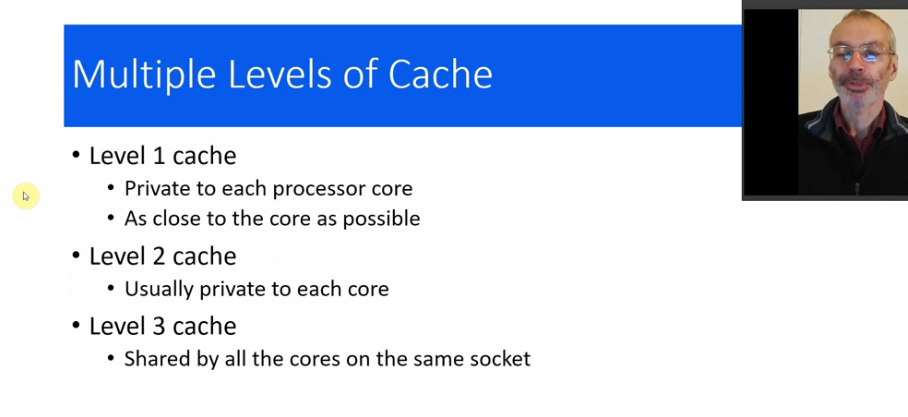 Multiple Levels of Cache
• Level 1 cache
• Private to each processor core
• As close to the core as possible
• Level 2 cache
• Usually private to each core
• Level 3 cache
• Shared by all the cores on the same socket